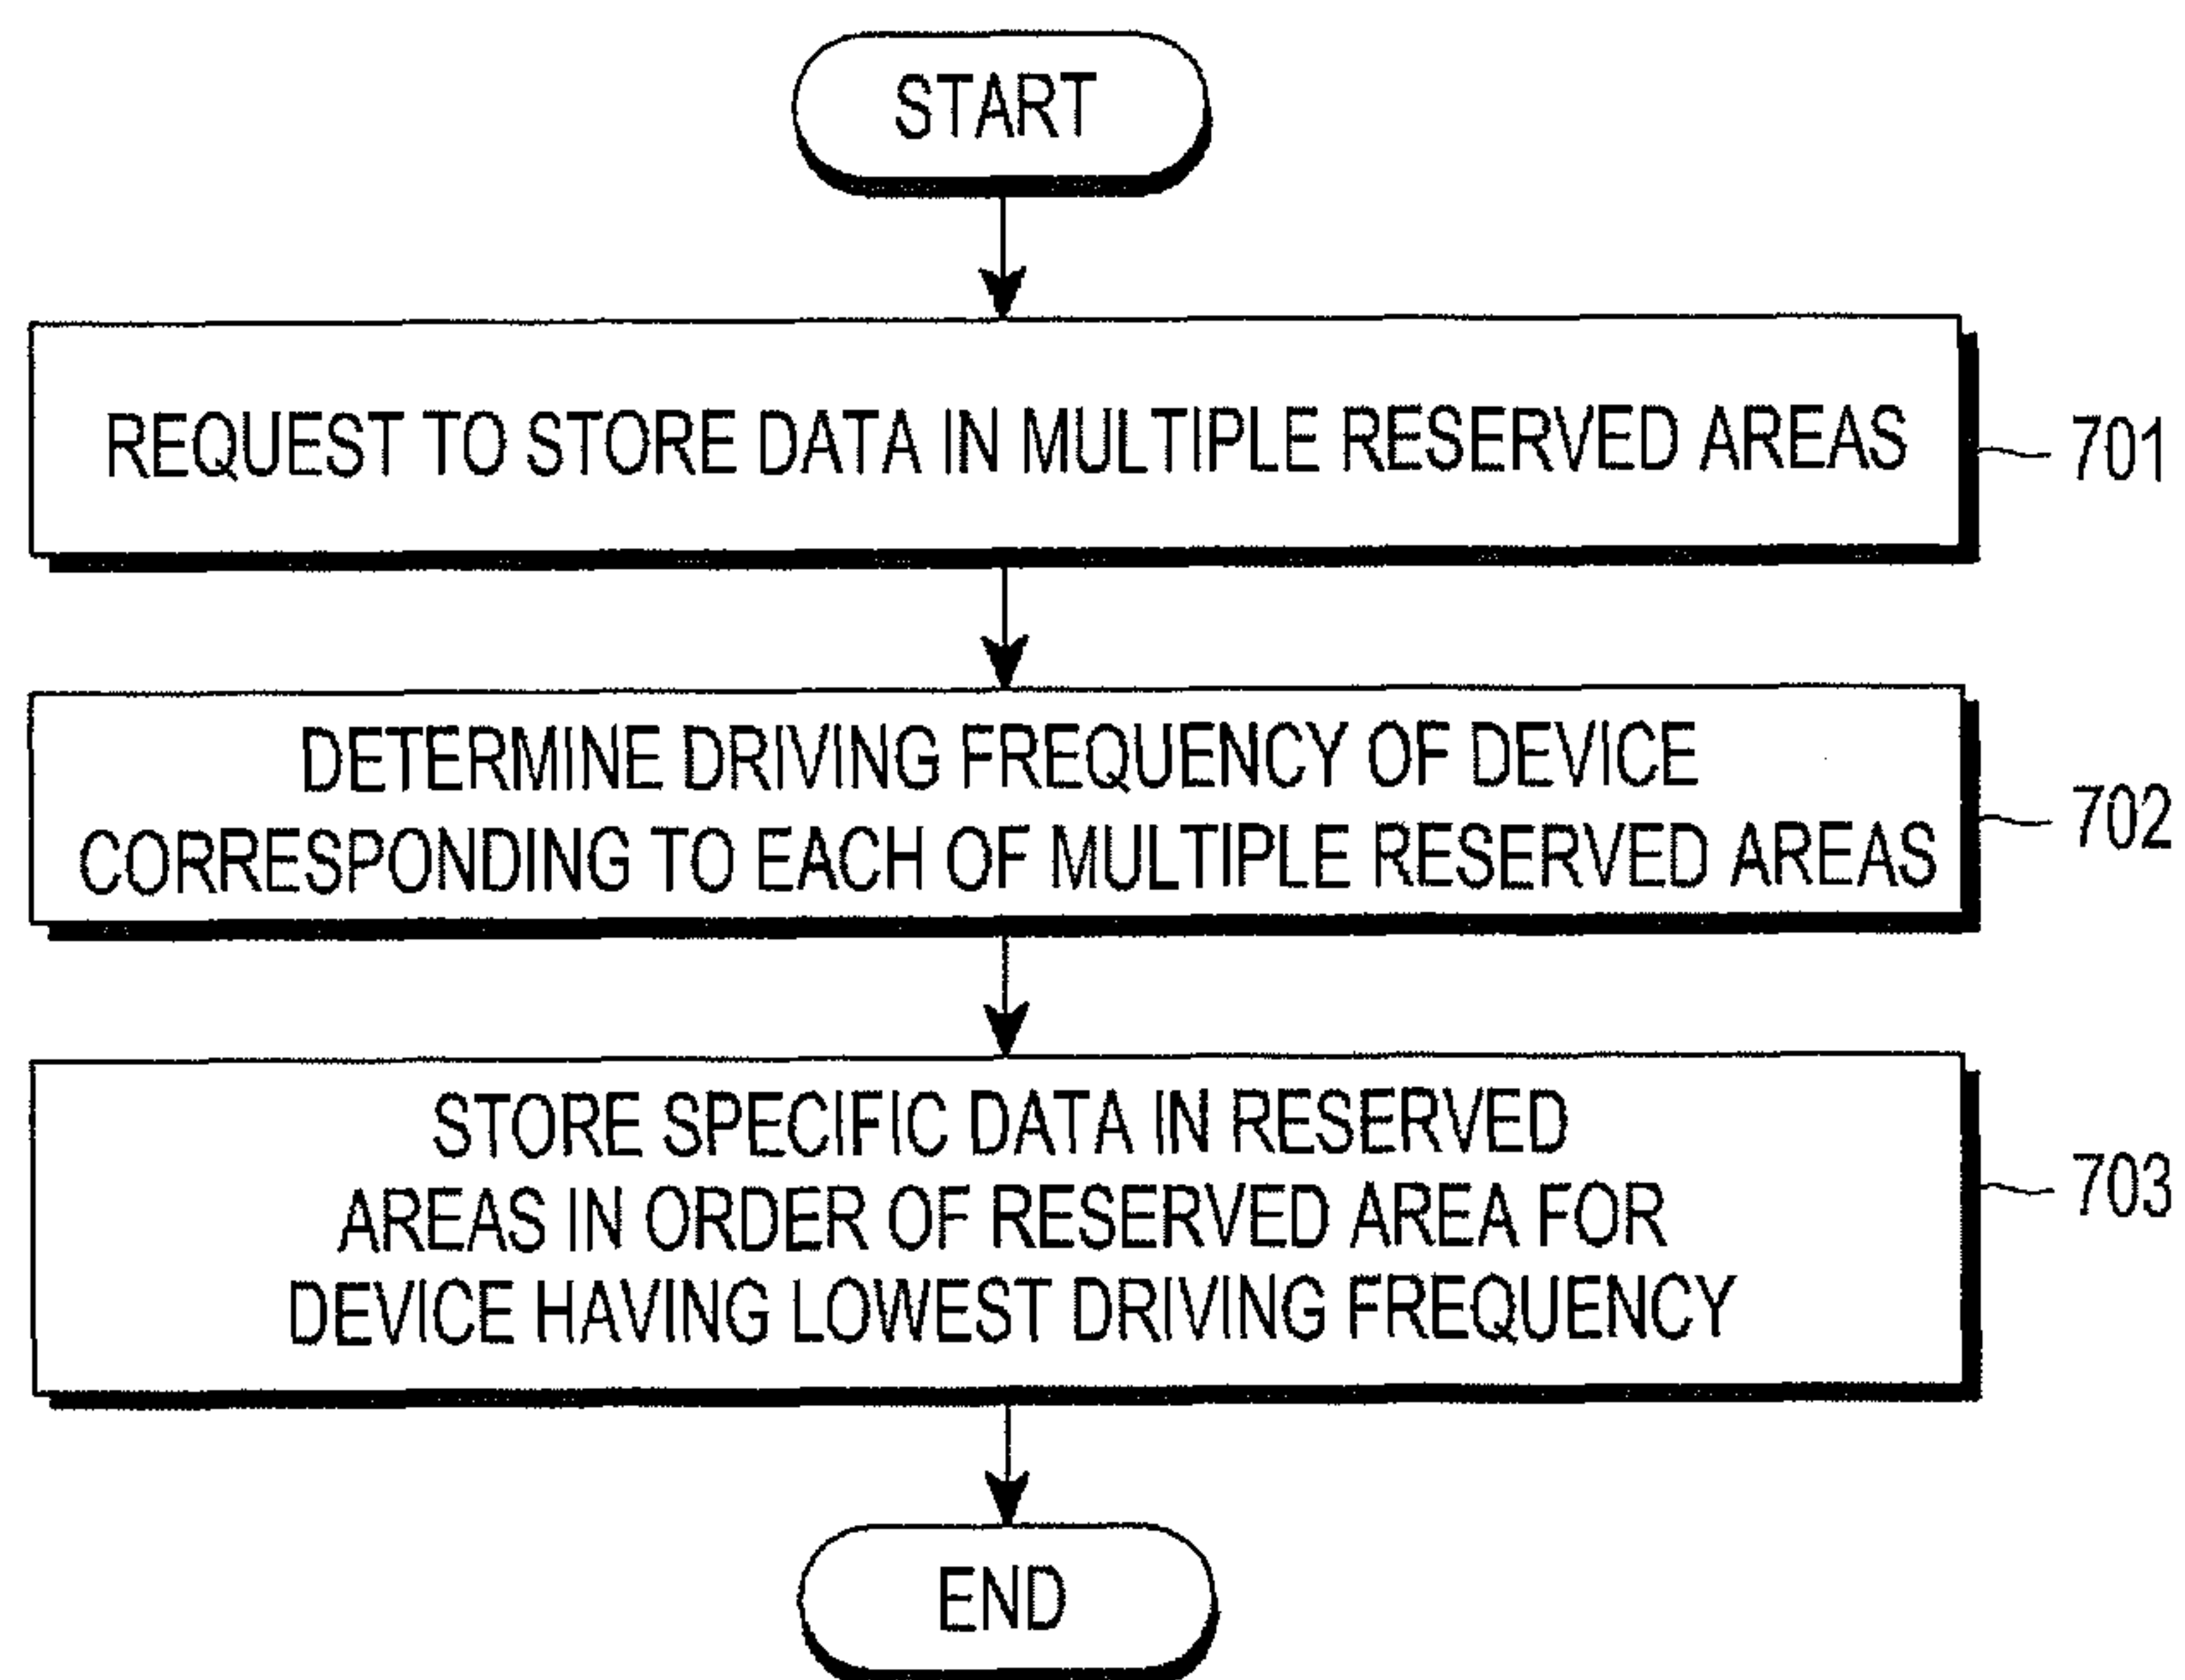 START
REQUEST TO STORE DATA IN MULTIPLE RESERVED AREAS
701
DETERMINE DRIVING FREQUENCY OF DEVICE
CORRESPONDING TO EACH OF MULTIPLE RESERVED AREAS
702
STORE SPECIFIC DATA IN RESERVED
AREAS IN ORDER OF RESERVED AREA FOR
DEVICE HAVING LOWEST DRIVING FREQUENCY
703
END